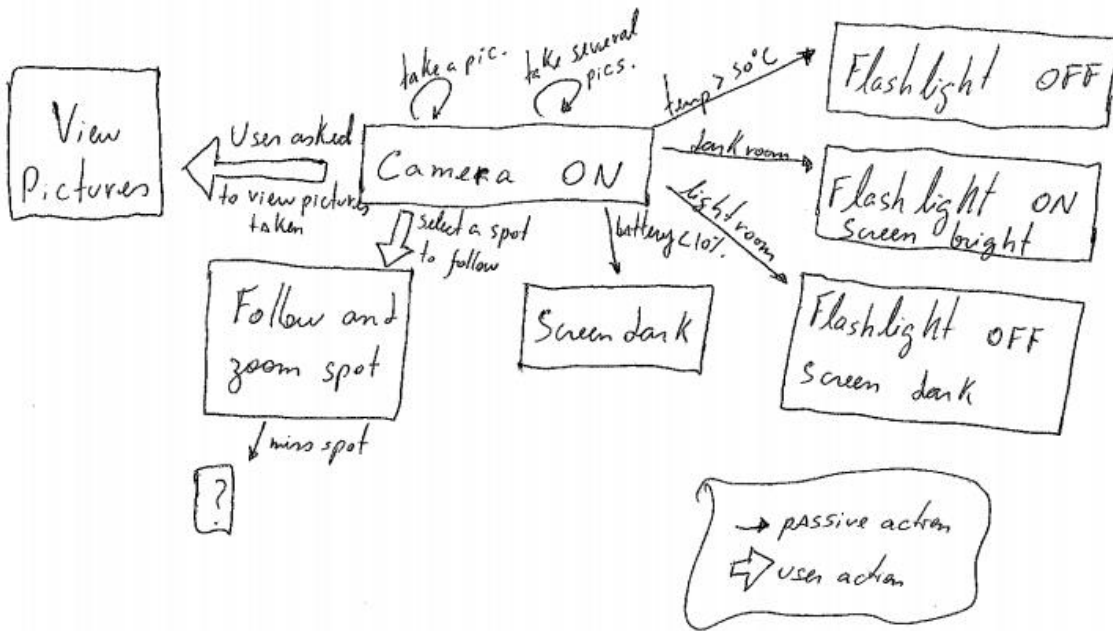 take a pic.
take several
pics.
temp > 50°C
Flashlight OFF
View
Pictures
User asked
to view pictures
taken
Camera ON
dark room
Flashlight ON
screen bright
light room
select a spot
to follow
battery < 10%.
Follow and
zoom spot
Screen dark
Flashlight OFF
screen dark
miss spot
?
passive action
user action